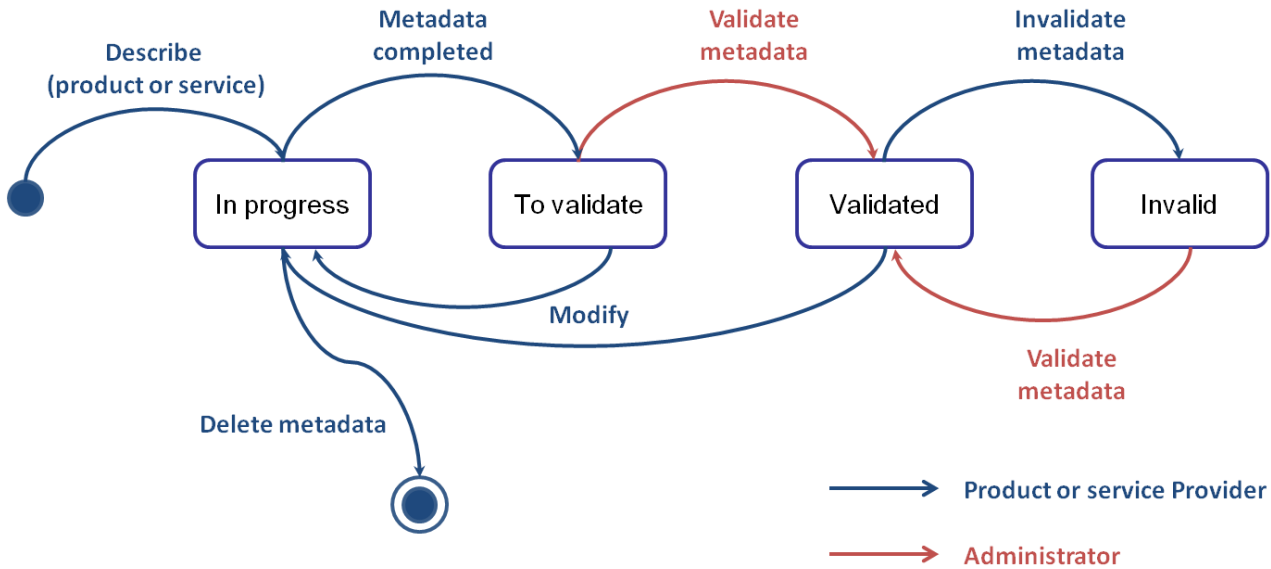 Describe
(product or service)
Metadata
completed
Validate
metadata
Invalidate
metadata
In progress
To validate
Validated
Invalid
Modify
Validate
metadata
Delete metadata
Product or service Provider
Administrator